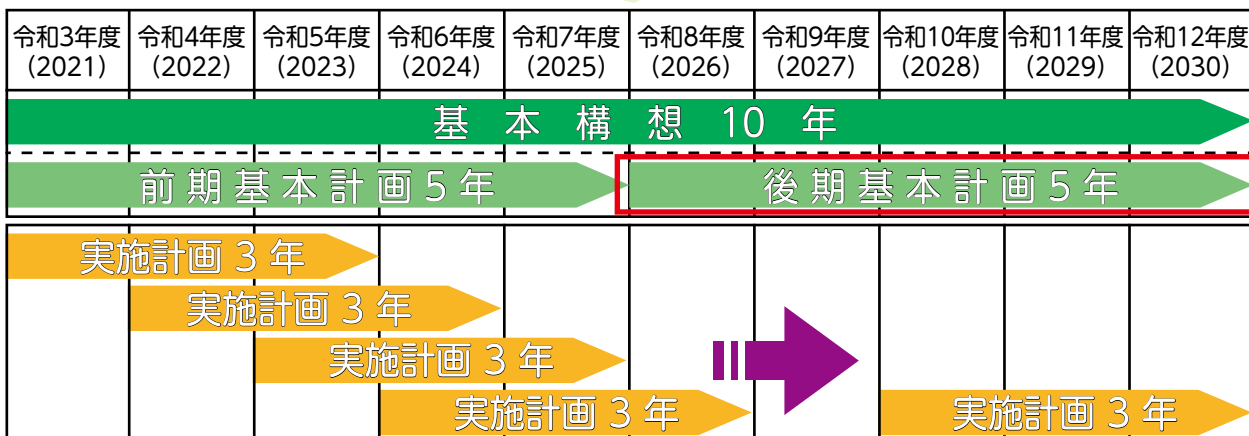 令和3年度 令和4年度 令和5年度 令和6年度 令和7年度 令和8年度 令和9年度 令和10年度 令和11年度 令和12年度
(2021) (2022) (2023) (2024) (2025) (2026) (2027) (2028) (2029) (2030)
基本構想10年
前期基本計画5年 後期基本計画5年
実施計画3年
実施計画3年
実施計画3年
実施計画3年 実施計画3年